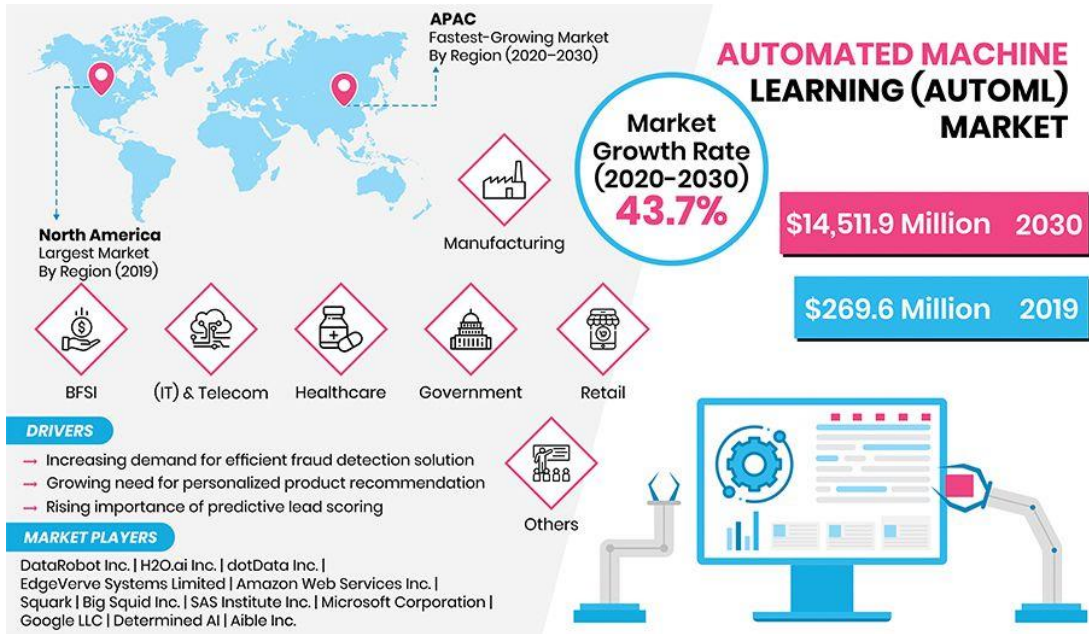 APAC
Fastest-Growing Market
By Region (2020-2030)
North America
Largest Market
By Region (2019)
AUTOMATED MACHINE
LEARNING (AUTOML)
MARKET
Market
Growth Rate
(2020-2030)
43.7%
$14,511.9 Million 2030
$269.6 Million 2019
Manufacturing
BFSI
(IT) & Telecom
Healthcare
Government
Retail
Others
DRIVERS
→ Increasing demand for efficient fraud detection solution
→ Growing need for personalized product recommendation
→ Rising importance of predictive lead scoring
MARKET PLAYERS
DataRobot Inc. | H2O.ai Inc. | dotData Inc. |
EdgeVerve Systems Limited | Amazon Web Services Inc. |
Squark | Big Squid Inc. | SAS Institute Inc. | Microsoft Corporation |
Google LLC | Determined AI | Aible Inc.